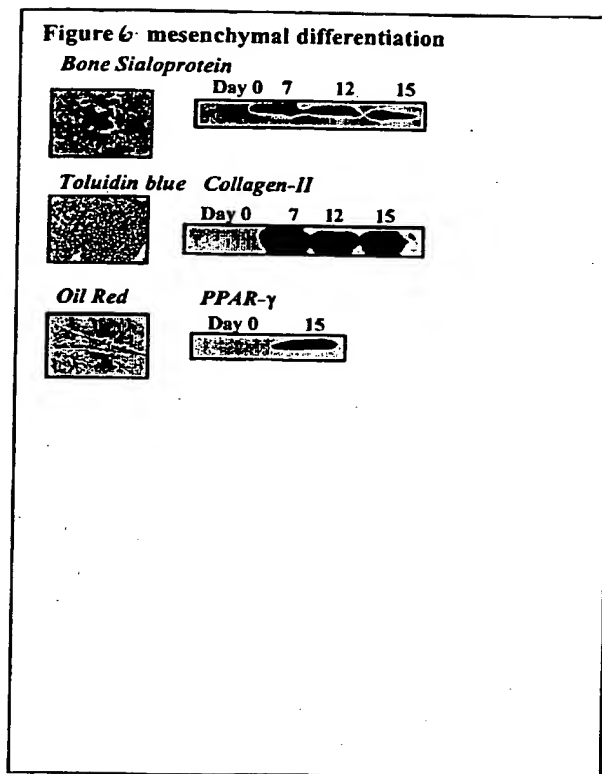 Figure 6 mesenchymal differentiation
Bone Sialoprotein
Day 0 7 12 15
Toluidin blue Collagen-II
Day 0 7 12 15
Oil Red PPAR-γ
Day 0 15